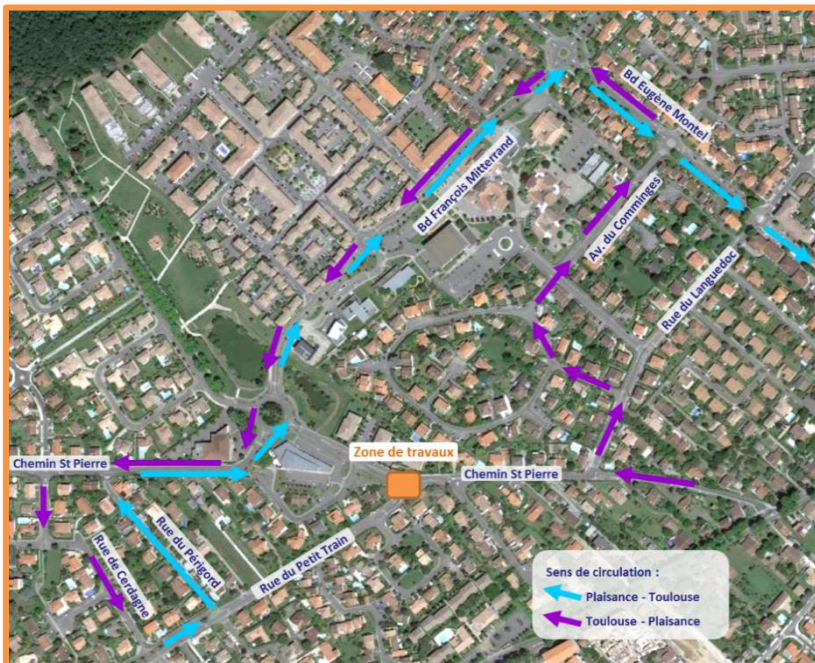 Bd Eugène Montel
Bd François Mitterrand
Av. du Comminges
Rue du Languedoc
Zone de travaux
Chemin St Pierre
Chemin St Pierre
Rue du Périgord
Rue du Petit Train
Rue de Cerdagne
Sens de circulation :
Plaisance - Toulouse
Toulouse - Plaisance